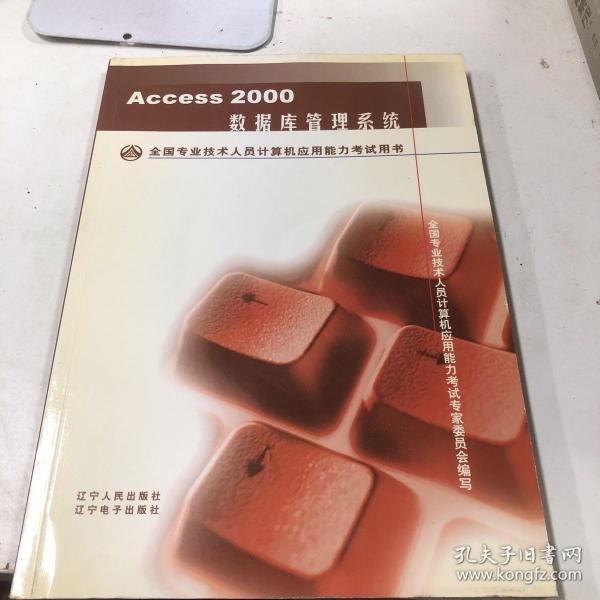 Access 2000
数据库管理系统
全国专业技术人员计算机应用能力考试用书
全国专业技术人员计算机应用能力考试专家委员会编写
辽宁人民出版社
辽宁电子出版社
孔夫子旧书网
www.kongfz.com